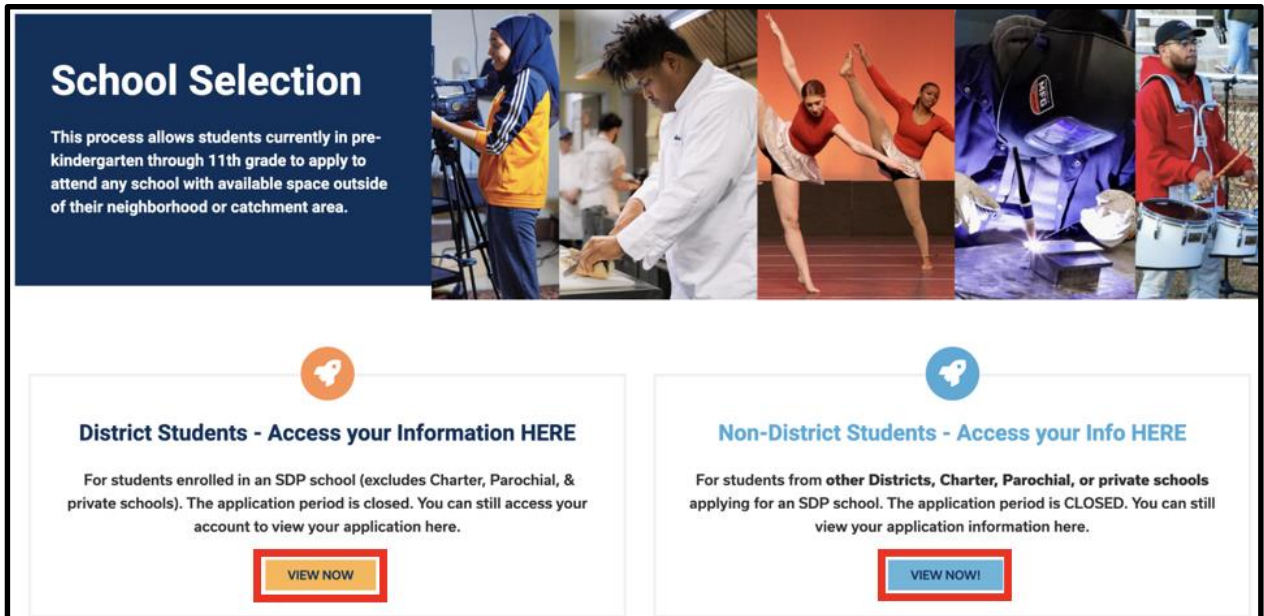 School Selection
This process allows students currently in pre-
kindergarten through 11th grade to apply to
attend any school with available space outside
of their neighborhood or catchment area.
District Students - Access your Information HERE
For students enrolled in an SDP school (excludes Charter, Parochial, &
private schools). The application period is closed. You can still access your
account to view your application here.
VIEW NOW
Non-District Students - Access your Info HERE
For students from other Districts, Charter, Parochial, or private schools
applying for an SDP school. The application period is CLOSED. You can still
view your application information here.
VIEW NOW!